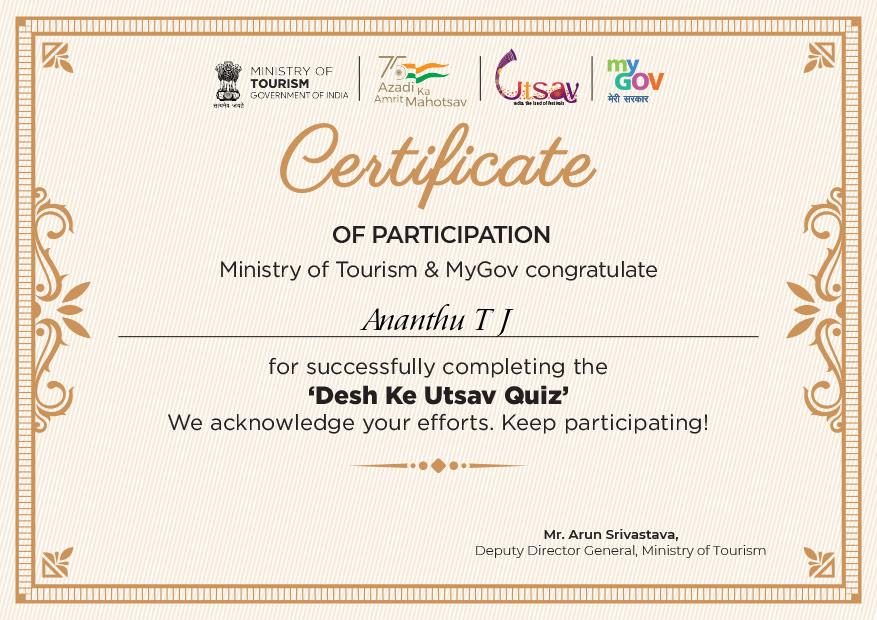 MINISTRY OF
TOURISM
GOVERNMENT OF INDIA
सत्यमेव जयते
75
Azadi Ka
Amrit Mahotsav
Utsav
India, the land of festivals
my
GOV
मेरी सरकार
Certificate
OF PARTICIPATION
Ministry of Tourism & MyGov congratulate
Ananthu T J
for successfully completing the
‘Desh Ke Utsav Quiz’
We acknowledge your efforts. Keep participating!
Mr. Arun Srivastava,
Deputy Director General, Ministry of Tourism